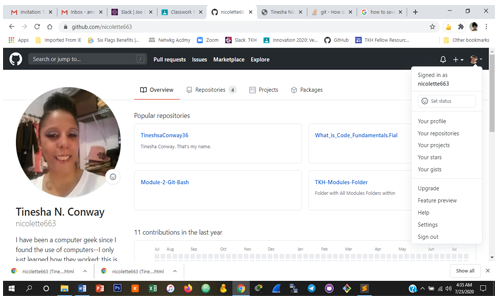 invitation
Inbox - an
Slack | Joo
Classwork
nicolette663
Tinesha No
git - How
how to sav
github.com/nicolette663
Apps
Imported From IE
Six Flags Benefits |...
Netwkg Acdmy
Zoom
Slack. TKH
Innovation 2020: Ve...
GitHub
TKH Fellow Resourc...
Other bookmarks
Search or jump to...
Pull requests Issues Marketplace Explore
Signed in as
nicolette663
Set status
Your profile
Your repositories
Your projects
Your stars
Your gists
Upgrade
Feature preview
Help
Settings
Sign out
Overview
Repositories 4
Projects
Packages
Popular repositories
TineshsaConway36
Tinesha Conway. That's my name.
What_is_Code_Fundamentals.Fial
Module-2-Git-Bash
TKH-Modules-Folder
Folder with All Modules Folders within
Tinesha N. Conway
nicolette663
I have been a computer geek since I
found the use of computers--I only
just learned how they worked; this is
11 contributions in the last year
Jul Aug Sep Oct Nov Dec Jan Feb Mar Apr May Jun Jul
nicolette663 (Tine....html
nicolette663 (Tine....html
Show all
4:35 AM
7/23/2020